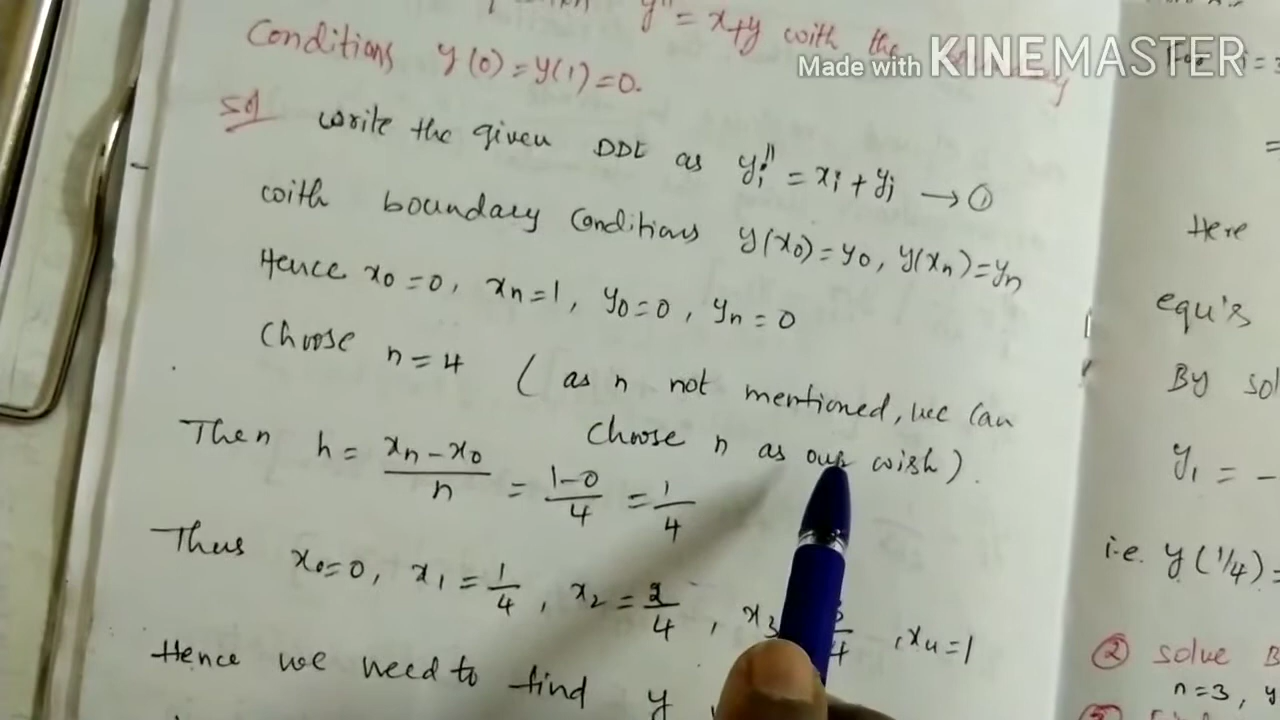 y'' = x+y with the
Made with KINEMASTER
Conditions y(0)=y(1)=0.
Sol
Write the given DDE as yᵢ'' = xᵢ + yᵢ → ①
with boundary Conditions y(x₀)=y₀, y(xₙ)=yₙ
Hence x₀=0, xₙ=1, y₀=0, yₙ=0
Choose n=4 (as n not mentioned, we can
choose n as our wish).
Then h = (xₙ-x₀)/n = (1-0)/4 = 1/4
Thus x₀=0, x₁ = 1/4, x₂ = 2/4, x₃ /4, x₄=1
Hence we need to find y
=
Here
equ's
By
y₁ = -
i.e. y(1/4) =
② solve B
n=3, y